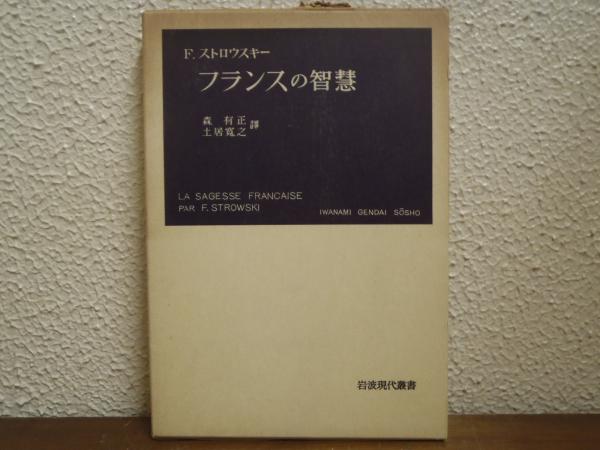 F. ストロウスキー
フランスの智慧
森 有正
土居寛之 譯
LA SAGESSE FRANCAISE
PAR F. STROWSKI
IWANAMI GENDAI SŌSHO
岩波現代叢書